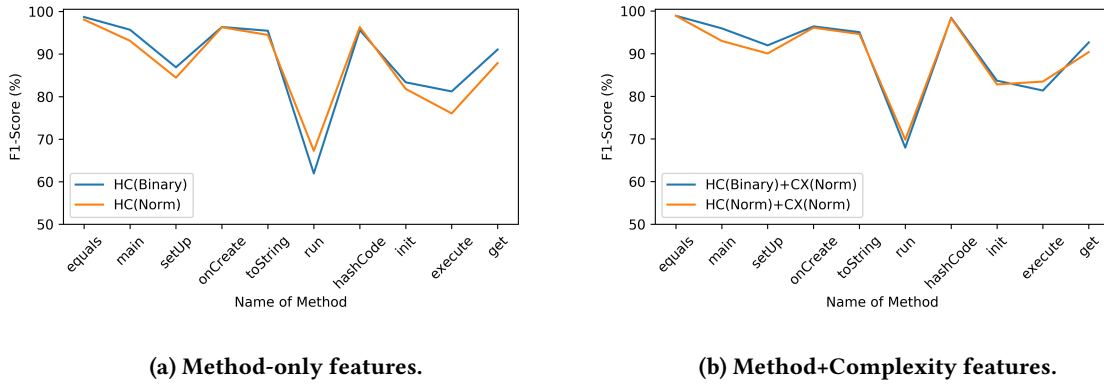 100
90
80
70
60
50
F1-Score (%)
HC(Binary)
HC(Norm)
equals
main
setUp
onCreate
toString
run
hashCode
init
execute
get
Name of Method
(a) Method-only features.
100
90
80
70
60
50
F1-Score (%)
HC(Binary)+CX(Norm)
HC(Norm)+CX(Norm)
equals
main
setUp
onCreate
toString
run
hashCode
init
execute
get
Name of Method
(b) Method+Complexity features.